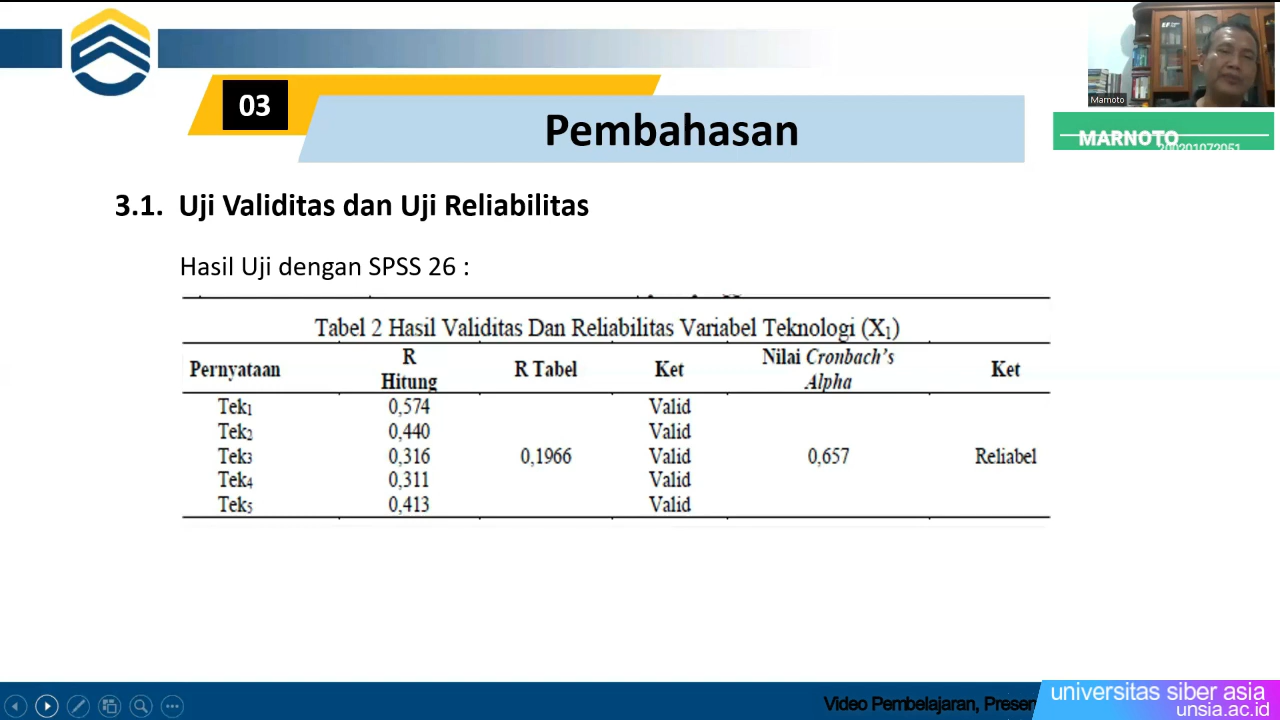 03
Pembahasan
Marnoto
MARNOTO
200201072051
3.1. Uji Validitas dan Uji Reliabilitas
Hasil Uji dengan SPSS 26 :
Tabel 2 Hasil Validitas Dan Reliabilitas Variabel Teknologi (X1)
Pernyataan R Hitung R Tabel Ket Nilai Cronbach's Alpha Ket
Tek1 0,574 Valid
Tek2 0,440 Valid
Tek3 0,316 0,1966 Valid 0,657 Reliabel
Tek4 0,311 Valid
Tek5 0,413 Valid
Video Pembelajaran, Presen
universitas siber asia
unsia.ac.id